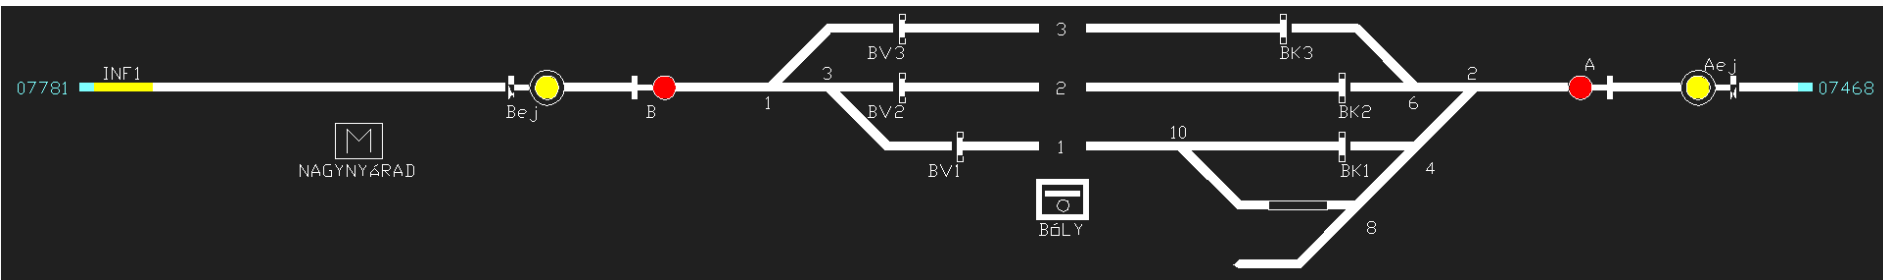 3
BV3
BK3
A
Aej
INF1
3
2
07781
2
07468
Bej
B
1
BV2
BK2
6
10
1
BV1
BK1
4
M
NAGYNYáRAD
BóLY
8